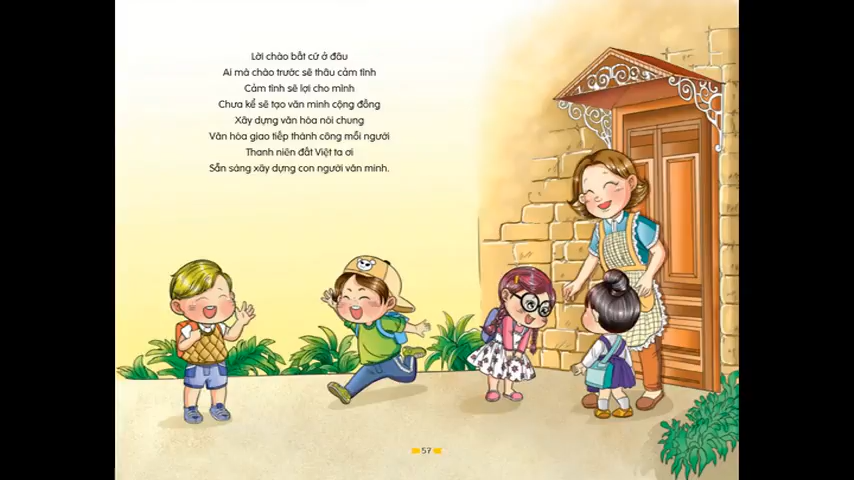 Lời chào bất cứ ở đâu
Ai mà chào trước sẽ thâu cảm tình
Cảm tình sẽ lợi cho mình
Chưa kể sẽ tạo văn minh cộng đồng
Xây dựng văn hóa nói chung
Văn hóa giao tiếp thành công mỗi người
Thanh niên đất Việt ta ơi
Sẵn sàng xây dựng con người văn minh.
57